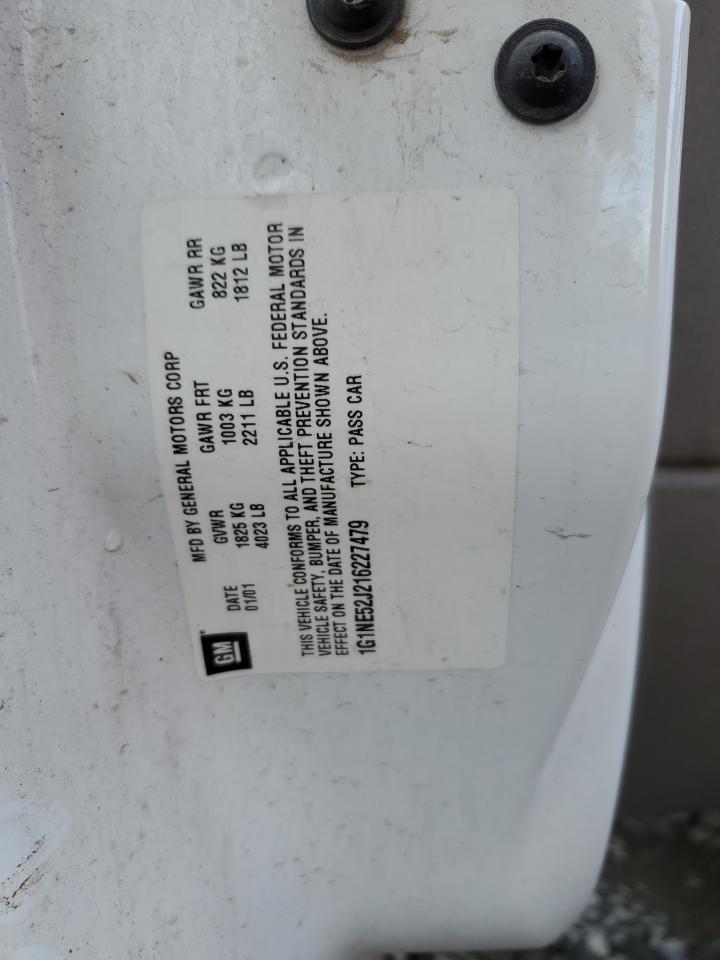 GM
MFD BY GENERAL MOTORS CORP
DATE GVWR GAWR FRT GAWR RR
01/01 1825 KG 1003 KG 822 KG
4023 LB 2211 LB 1812 LB
THIS VEHICLE CONFORMS TO ALL APPLICABLE U.S. FEDERAL MOTOR
VEHICLE SAFETY, BUMPER, AND THEFT PREVENTION STANDARDS IN
EFFECT ON THE DATE OF MANUFACTURE SHOWN ABOVE.
1G1NE52J216227479 TYPE: PASS CAR